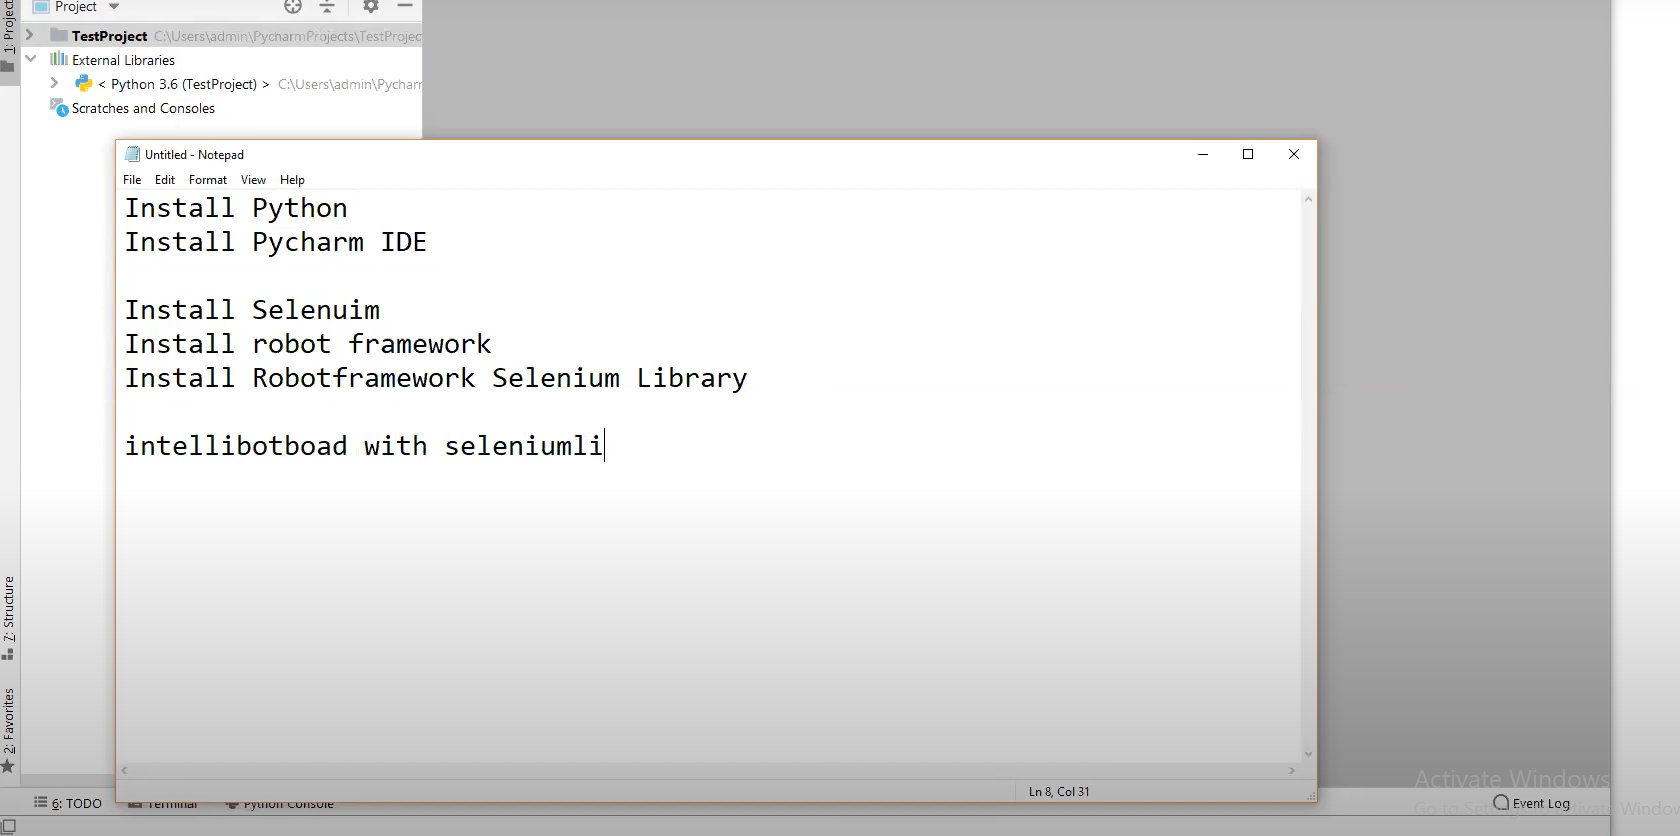 1: Project
Project
TestProject C:\Users\admin\PycharmProjects\TestProjec
External Libraries
< Python 3.6 (TestProject) > C:\Users\admin\Pycharm
Scratches and Consoles
Untitled - Notepad
File Edit Format View Help
Install Python
Install Pycharm IDE
Install Selenuim
Install robot framework
Install Robotframework Selenium Library
intellibotboad with seleniumli
7: Structure
2: Favorites
Ln 8, Col 31
Activate Windows
Go to Settings to activate Window
6: TODO Terminal Python Console Event Log